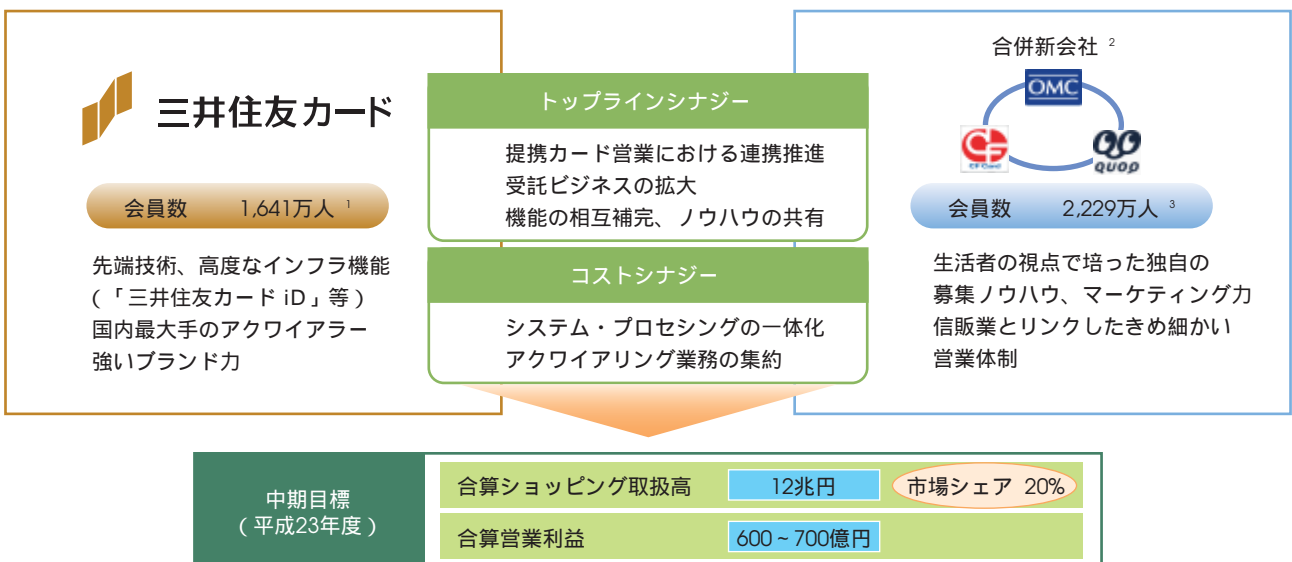 三井住友カード
会員数 1,641万人 1
先端技術、高度なインフラ機能
(「三井住友カード iD」等)
国内最大手のアクワイアラー
強いブランド力
トップラインシナジー
提携カード営業における連携推進
受託ビジネスの拡大
機能の相互補完、ノウハウの共有
コストシナジー
システム・プロセシングの一体化
アクワイアリング業務の集約
合併新会社 2
OMC
CF Card
QUOP
会員数 2,229万人 3
生活者の視点で培った独自の
募集ノウハウ、マーケティング力
信販業とリンクしたきめ細かい
営業体制
中期目標
(平成23年度)
合算ショッピング取扱高 12兆円 市場シェア 20%
合算営業利益 600~700億円